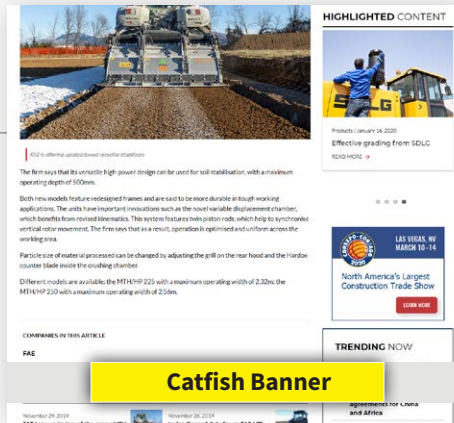 HIGHLIGHTED CONTENT
SDLG
Products / January 16, 2020
Effective grading from SDLG
READ MORE →
FAE is offering updated towed versatile stabilisers
The firm says that its versatile high-power design can be used for soil stabilisation, with a maximum
operating depth of 500mm.
Both new models feature redesigned frames and are said to be more durable in tough working
applications. The units have important innovations such as the novel variable displacement chamber,
which benefits from revised kinematics. This system features twin piston rods, which help to synchronise
vertical rotor movement. The firm says that as a result, operation is optimised and uniform across the
working area.
Particle size of material processed can be changed by adjusting the grill on the rear hood and the Hardox
counter blade inside the crushing chamber.
Different models are available: the MTH/HP 225 with a maximum operating width of 2.32m; the
MTH/HP 250 with a maximum operating width of 2.56m.
CONEXPO-CON/AGG
2020
LAS VEGAS, NV
MARCH 10-14
North America's Largest
Construction Trade Show
LEARN MORE
COMPANIES IN THIS ARTICLE
FAE
TRENDING NOW
Catfish Banner
agreements for China
and Africa
November 29, 2019
November 26, 2019